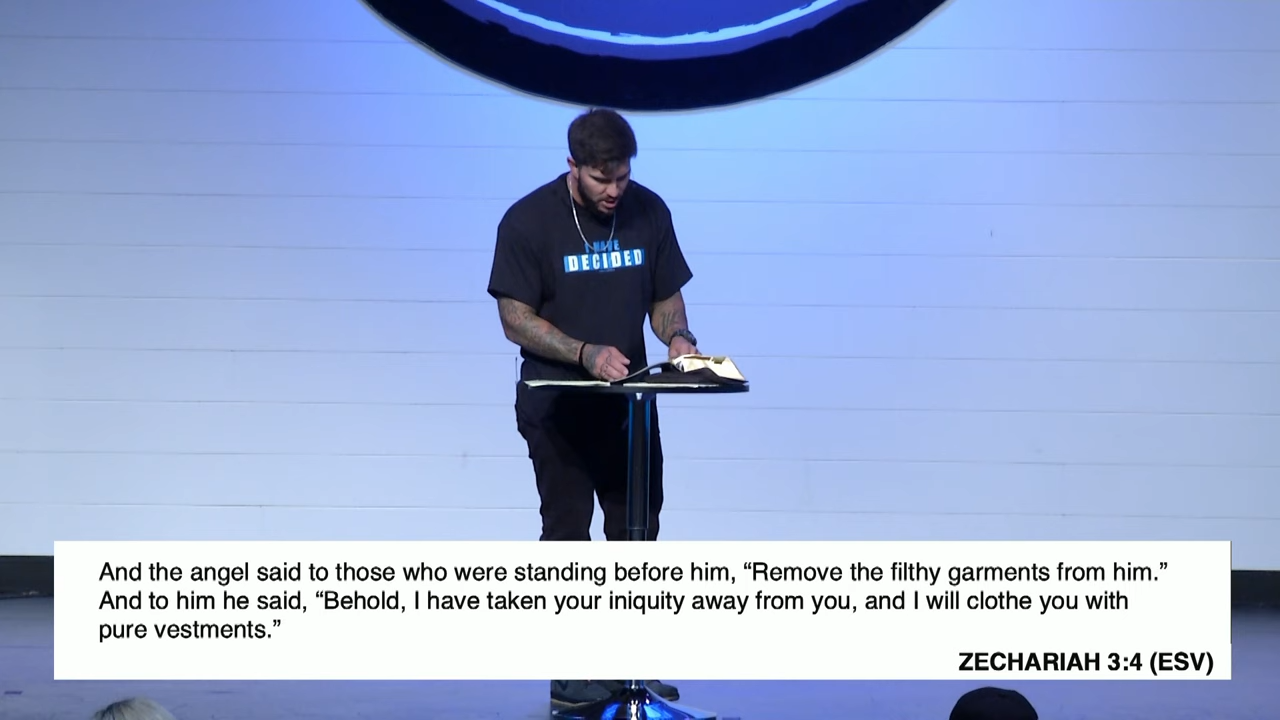 I HAVE
DECIDED
And the angel said to those who were standing before him, “Remove the filthy garments from him.”
And to him he said, “Behold, I have taken your iniquity away from you, and I will clothe you with
pure vestments.”
ZECHARIAH 3:4 (ESV)